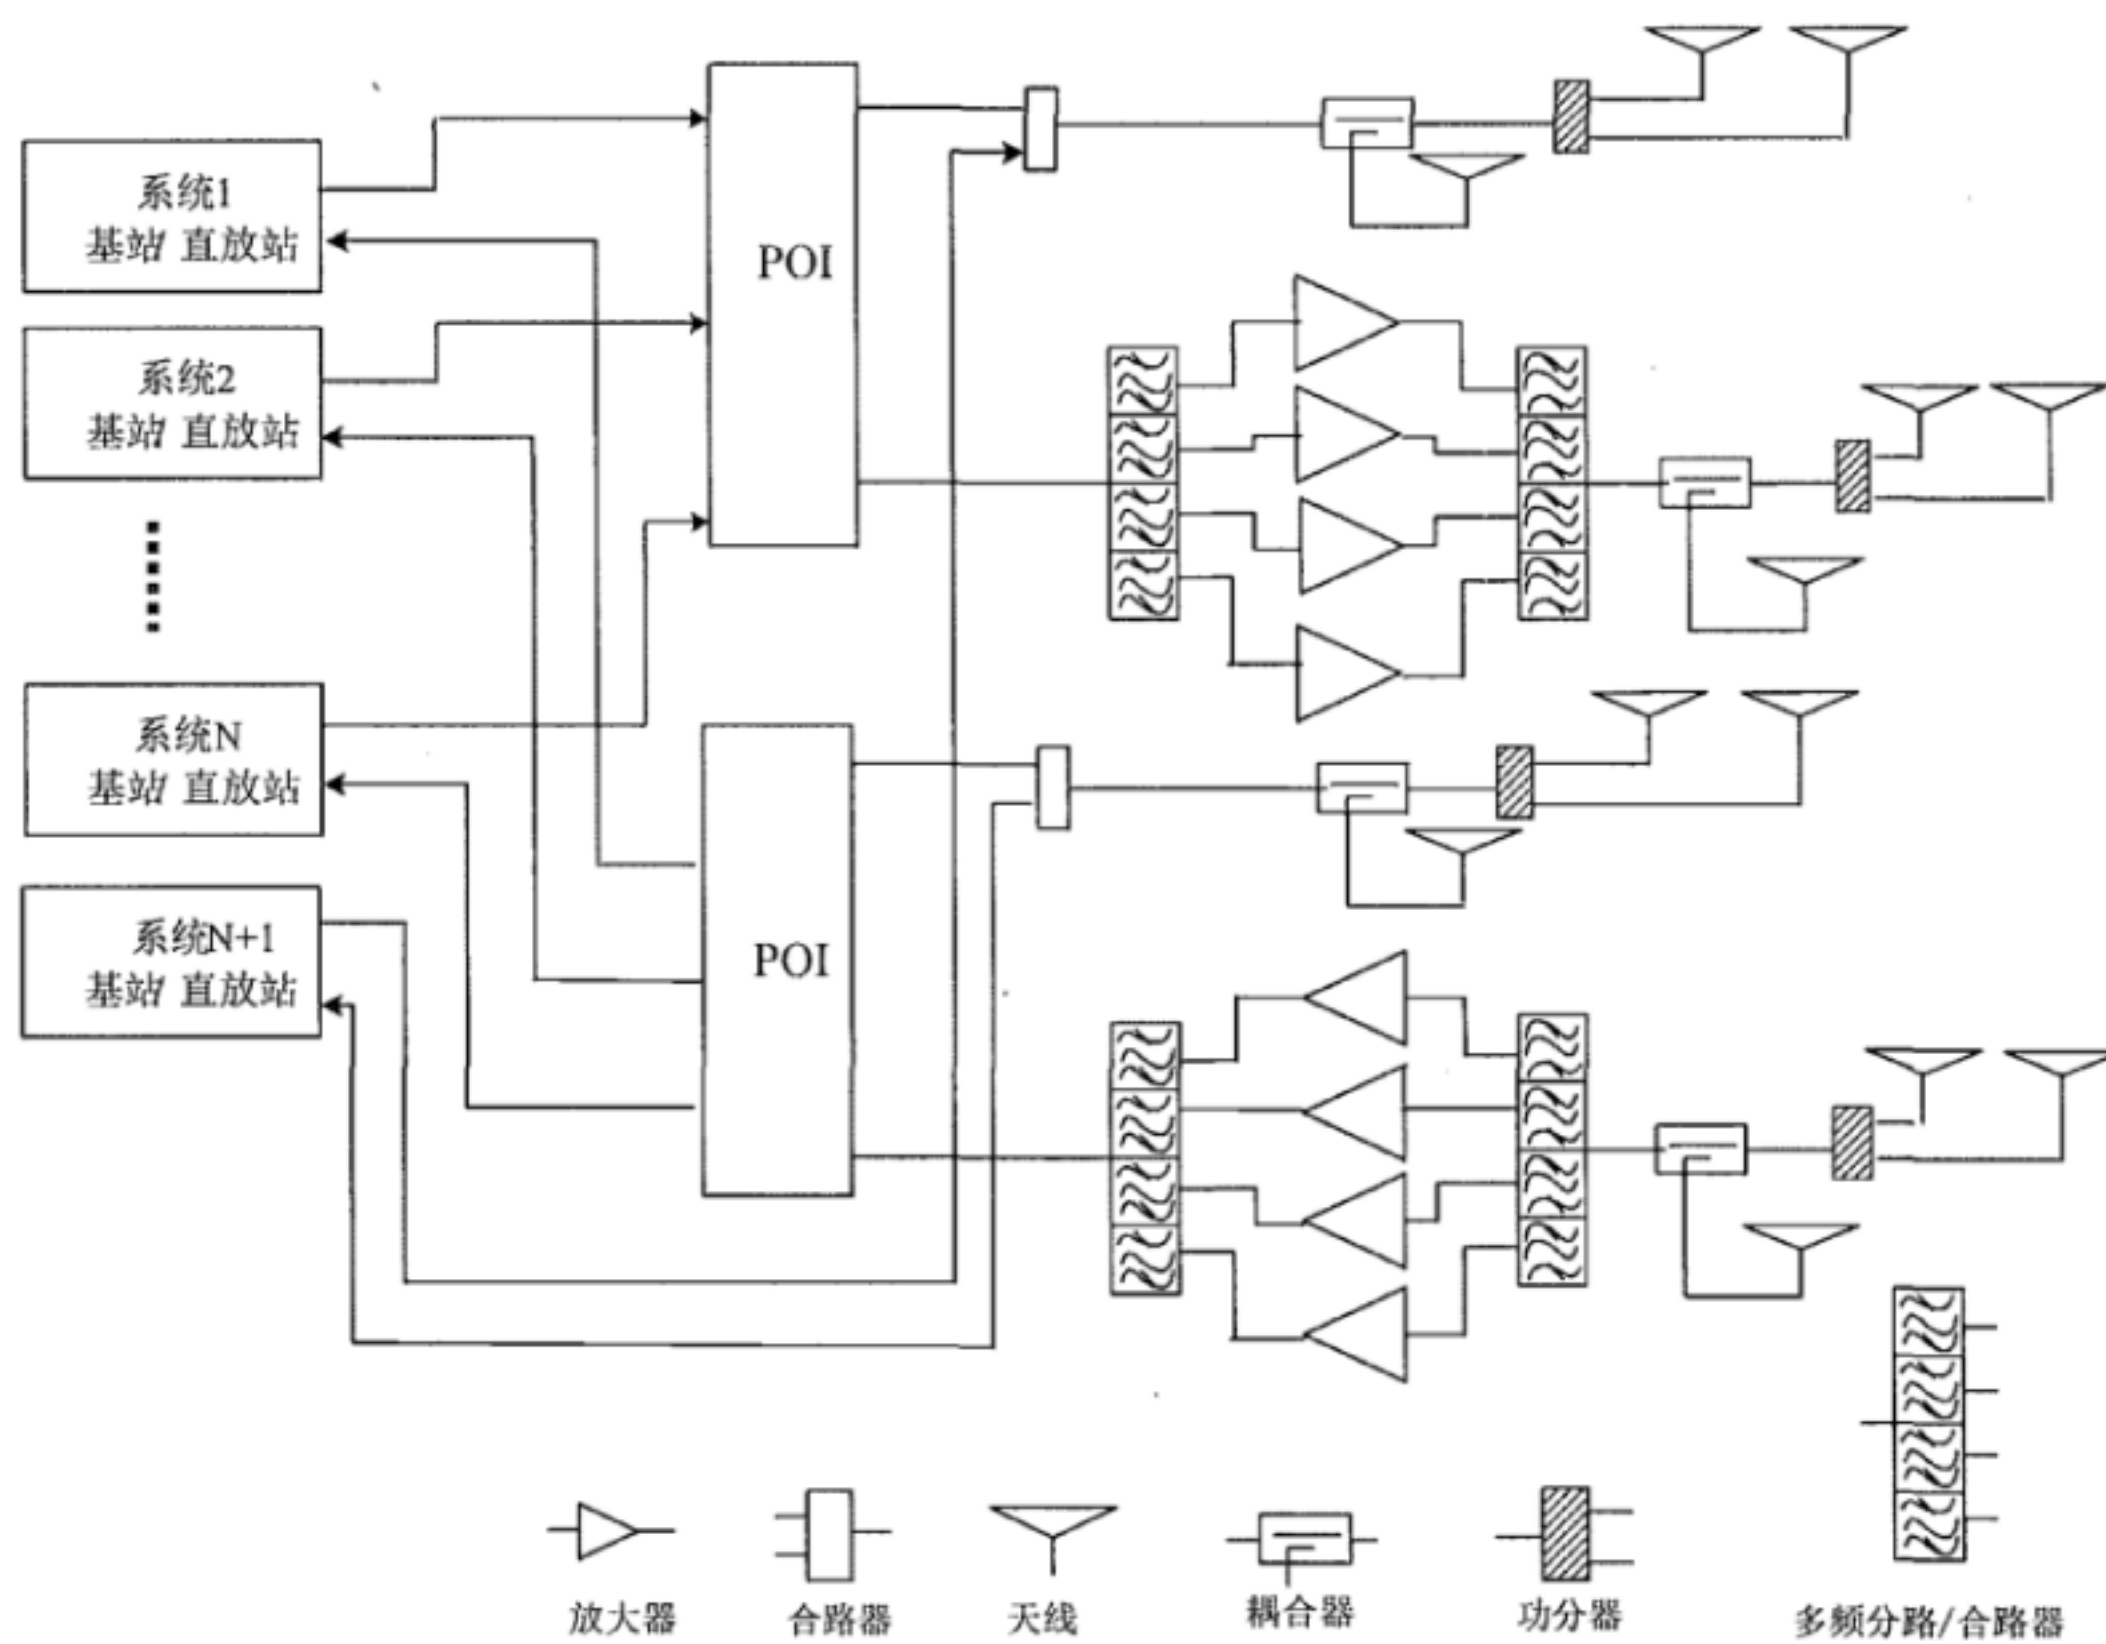 系统1
基站/ 直放站
POI
系统2
基站/ 直放站
系统N
基站/ 直放站
系统N+1
基站/ 直放站
POI
放大器
合路器
天线
耦合器
功分器
多频分路/合路器